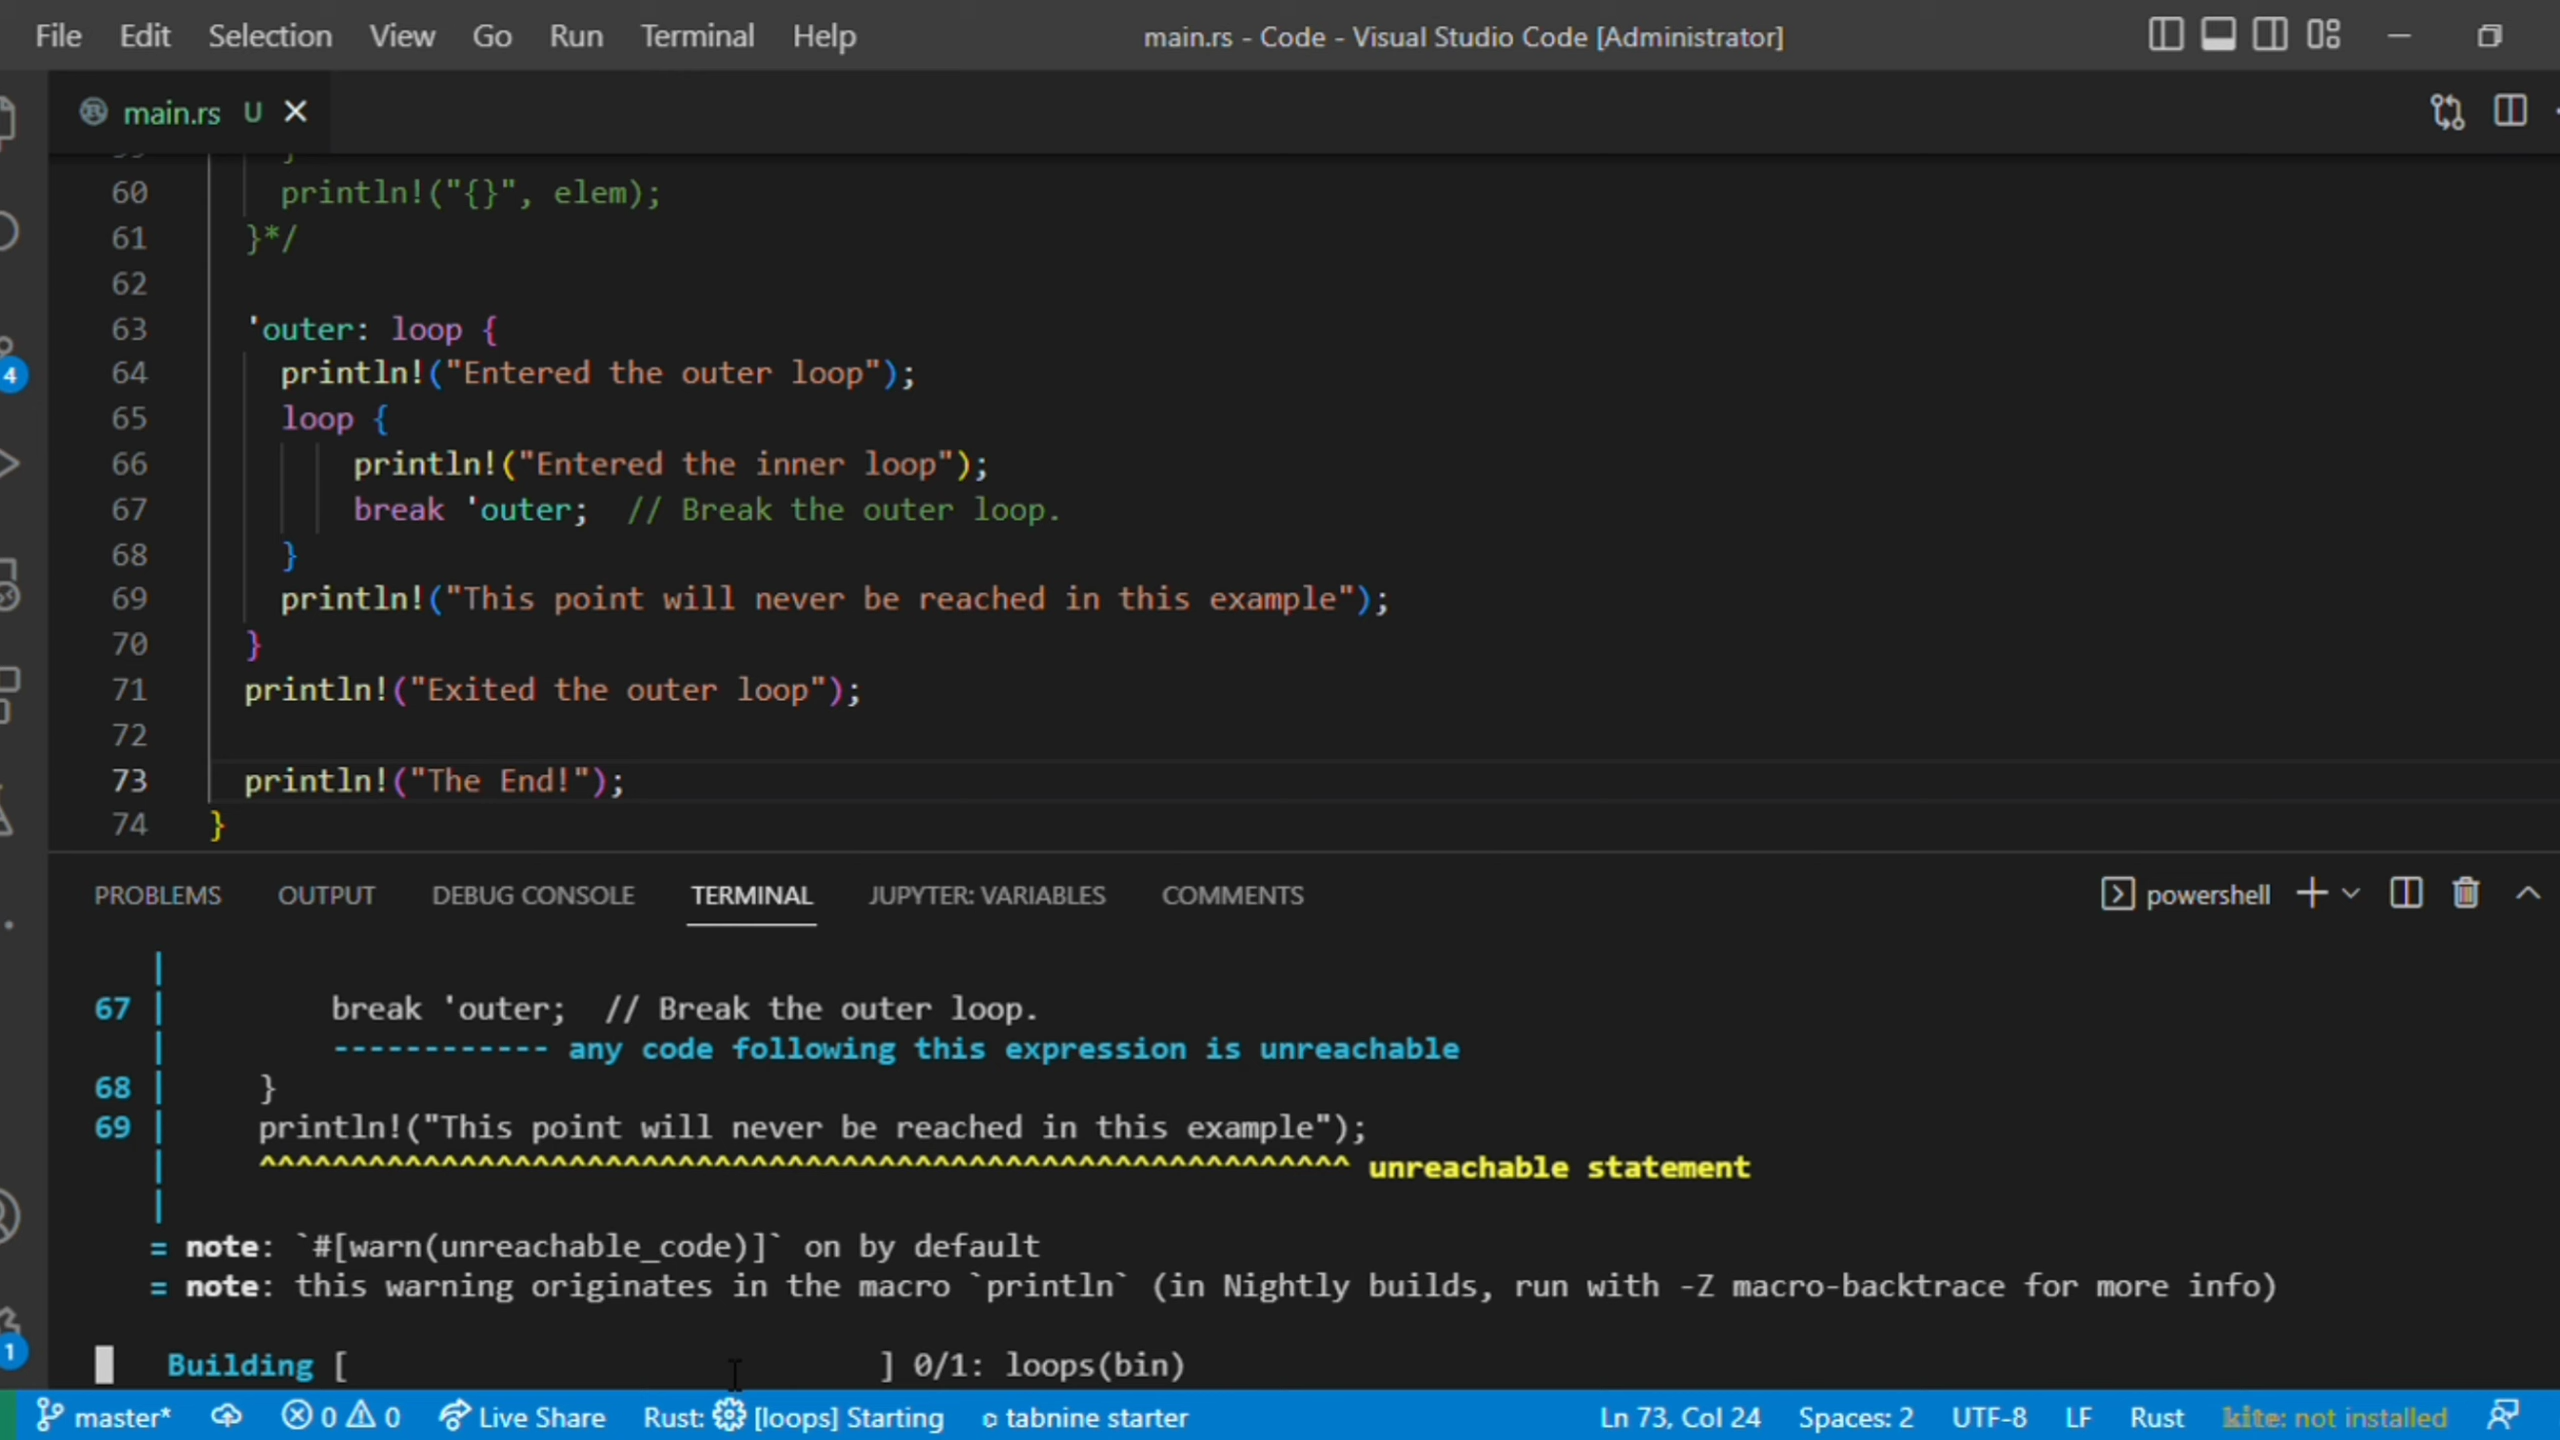 File Edit Selection View Go Run Terminal Help main.rs - Code - Visual Studio Code [Administrator]
main.rs U
60 println!("{}", elem);
61 }*/
62
63 'outer: loop {
64 println!("Entered the outer loop");
65 loop {
66 println!("Entered the inner loop");
67 break 'outer; // Break the outer loop.
68 }
69 println!("This point will never be reached in this example");
70 }
71 println!("Exited the outer loop");
72
73 println!("The End!");
74 }
PROBLEMS OUTPUT DEBUG CONSOLE TERMINAL JUPYTER: VARIABLES COMMENTS powershell
|
67 | break 'outer; // Break the outer loop.
| ------------ any code following this expression is unreachable
68 | }
69 | println!("This point will never be reached in this example");
| ^^^^^^^^^^^^^^^^^^^^^^^^^^^^^^^^^^^^^^^^^^^^^^^^^^^^^^^^^^^^ unreachable statement
|
= note: `#[warn(unreachable_code)]` on by default
= note: this warning originates in the macro `println` (in Nightly builds, run with -Z macro-backtrace for more info)
Building [ ] 0/1: loops(bin)
4
1
master* 0 0 Live Share Rust: [loops] Starting tabnine starter Ln 73, Col 24 Spaces: 2 UTF-8 LF Rust kite: not installed